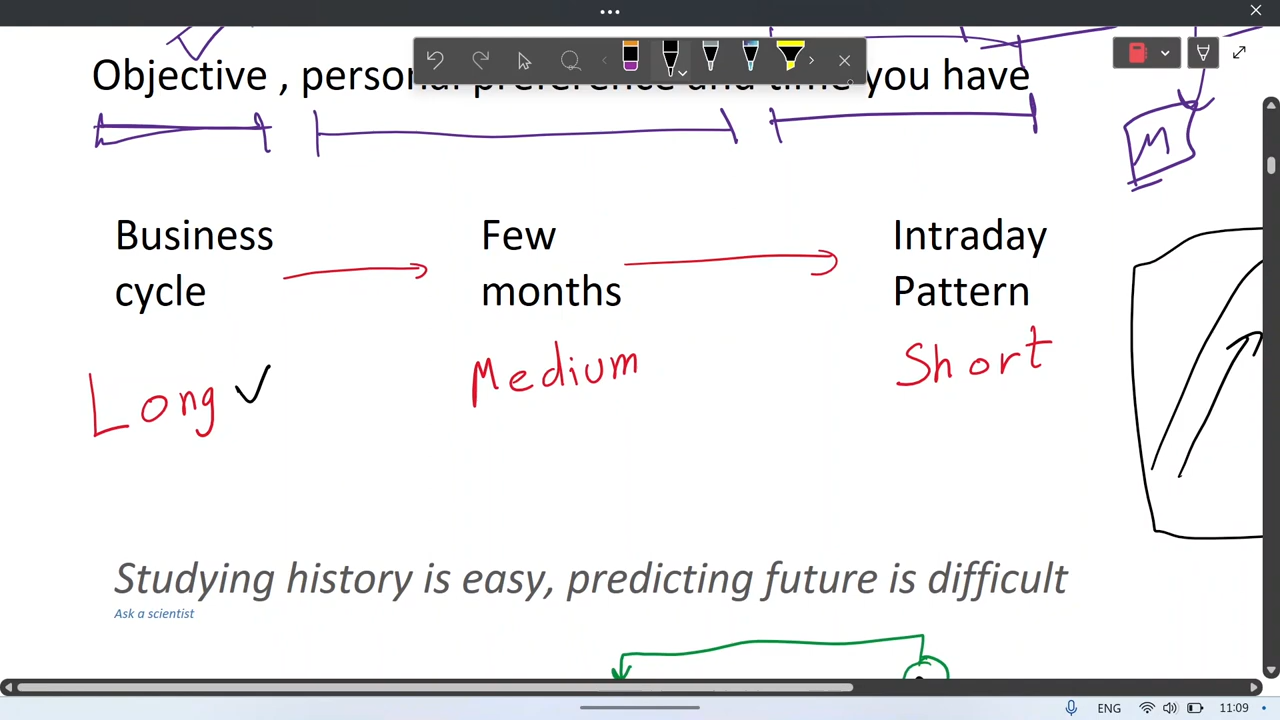 Objective , personal preference and time you have
M
Business cycle
Few months
Intraday Pattern
Long
Medium
Short
Studying history is easy, predicting future is difficult
Ask a scientist
ENG
11:09